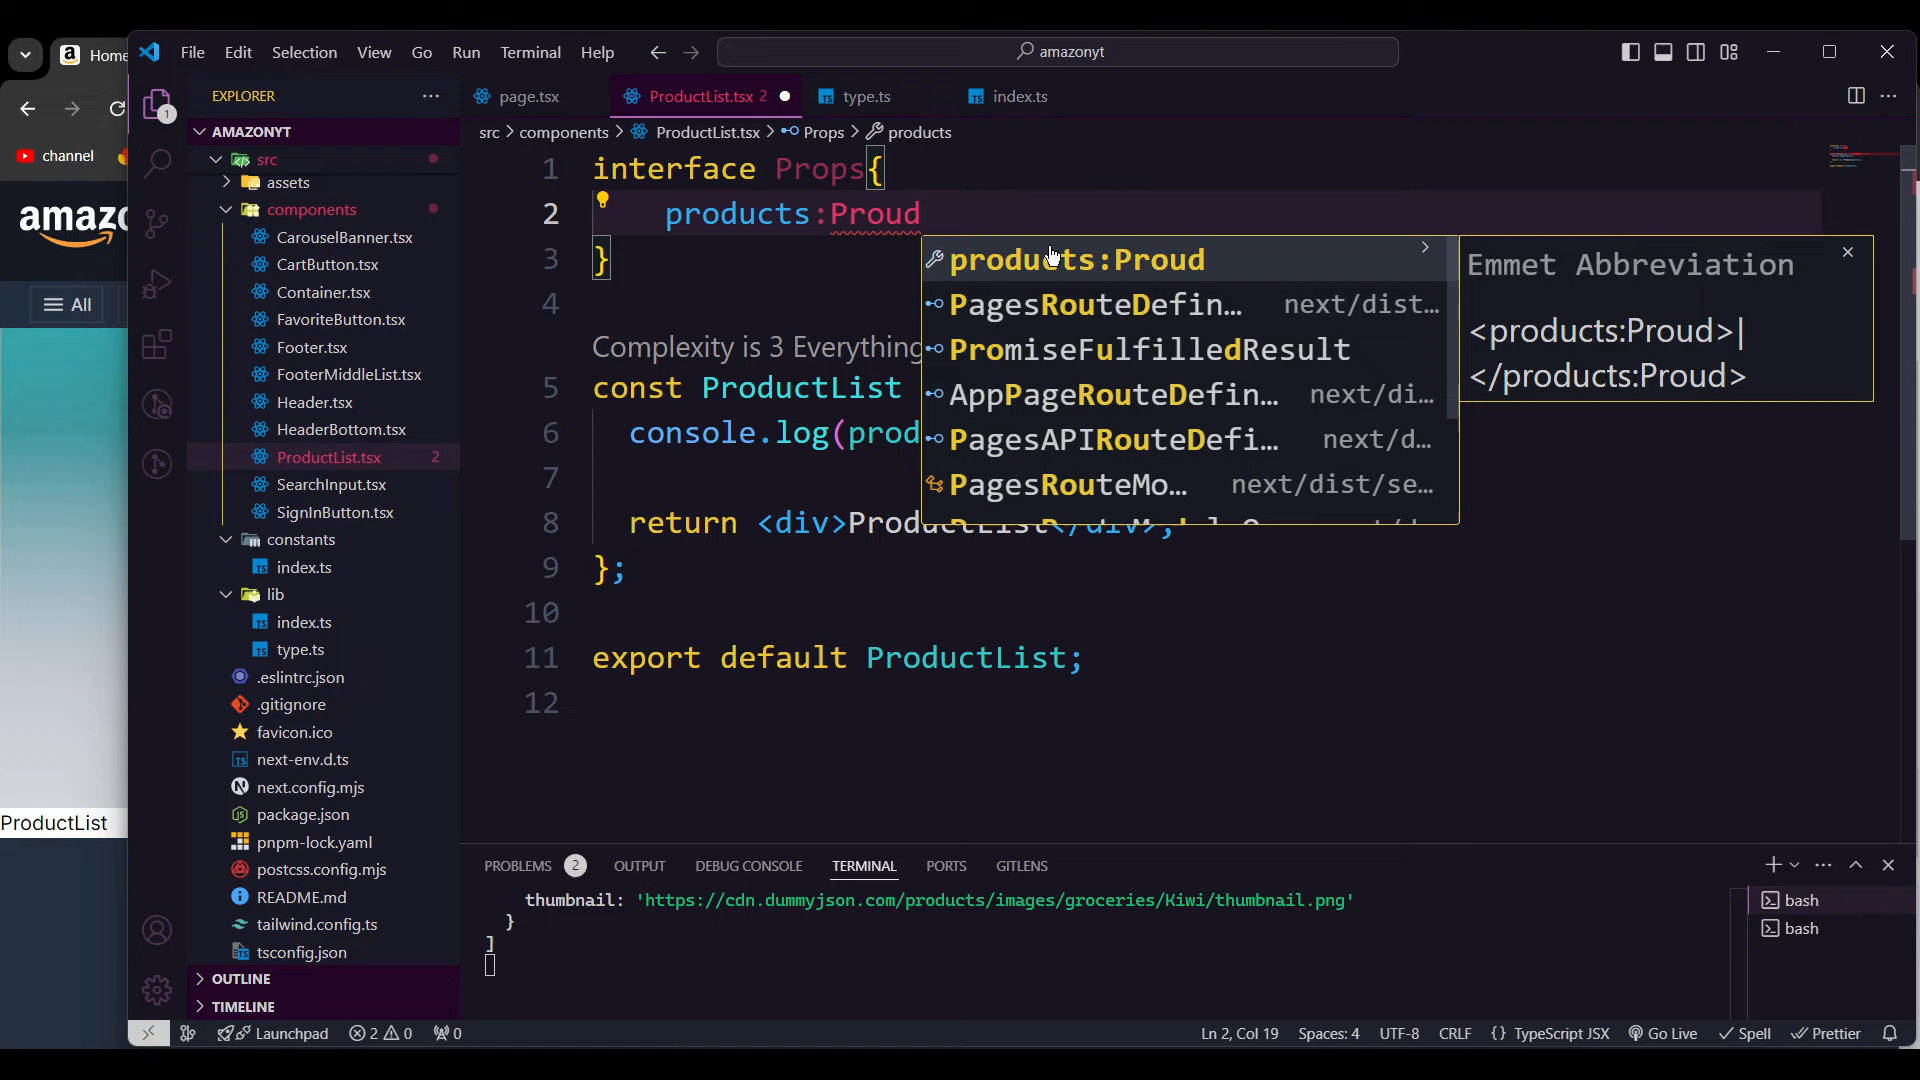 Home
File Edit Selection View Go Run Terminal Help
amazonyt
EXPLORER
page.tsx
ProductList.tsx 2
type.ts
index.ts
AMAZONYT
src > components > ProductList.tsx > Props > products
channel
src
assets
components
CarouselBanner.tsx
CartButton.tsx
Container.tsx
FavoriteButton.tsx
Footer.tsx
FooterMiddleList.tsx
Header.tsx
HeaderBottom.tsx
ProductList.tsx 2
SearchInput.tsx
SignInButton.tsx
constants
index.ts
lib
index.ts
type.ts
.eslintrc.json
.gitignore
favicon.ico
next-env.d.ts
next.config.mjs
package.json
pnpm-lock.yaml
postcss.config.mjs
README.md
tailwind.config.ts
tsconfig.json
OUTLINE
TIMELINE
1
amazo
All
ProductList
1 interface Props{
2 products:Proud
3 }
4
Complexity is 3 Everything
5 const ProductList
6 console.log(prod
7
8 return <div>ProductList</div>;
9 };
10
11 export default ProductList;
12
products:Proud
PagesRouteDefin… next/dist…
PromiseFulfilledResult
AppPageRouteDefin… next/di…
PagesAPIRouteDefi… next/d…
PagesRouteMo… next/dist/se…
Emmet Abbreviation
<products:Proud>|
</products:Proud>
PROBLEMS 2 OUTPUT DEBUG CONSOLE TERMINAL PORTS GITLENS
thumbnail: 'https://cdn.dummyjson.com/products/images/groceries/Kiwi/thumbnail.png'
}
]
bash
bash
Launchpad 2 0 0 Ln 2, Col 19 Spaces: 4 UTF-8 CRLF {} TypeScript JSX Go Live Spell Prettier